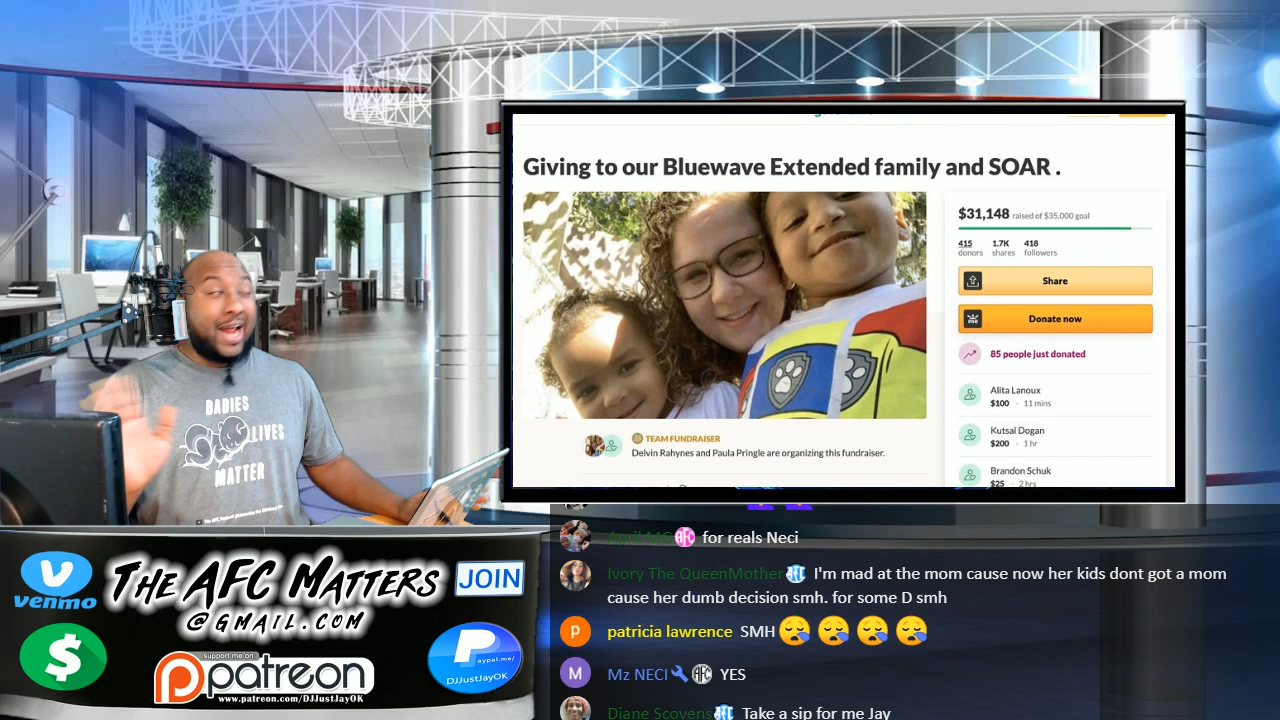 Giving to our Bluewave Extended family and SOAR .
$31,148 raised of $35,000 goal
415 1.7K 418
donors shares followers
Share
Donate now
85 people just donated
Alita Lanoux
$100 · 11 mins
Kutsal Dogan
$200 · 1 hr
Brandon Schuk
$25 · 2 hrs
TEAM FUNDRAISER
Delvin Rahynes and Paula Pringle are organizing this fundraiser.
BABIES
LIVES
MATTER
venmo
THE AFC MATTERS
@GMAIL.COM
JOIN
$
support me on
patreon
www.patreon.com/DJJustJayOK
Paypal.me/
DJJustJayOK
AFC for reals Neci
Ivory The QueenMother I'm mad at the mom cause now her kids dont got a mom
cause her dumb decision smh. for some D smh
p patricia lawrence SMH
M Mz NECI AFC YES
Diane Scovens Take a sip for me Jay